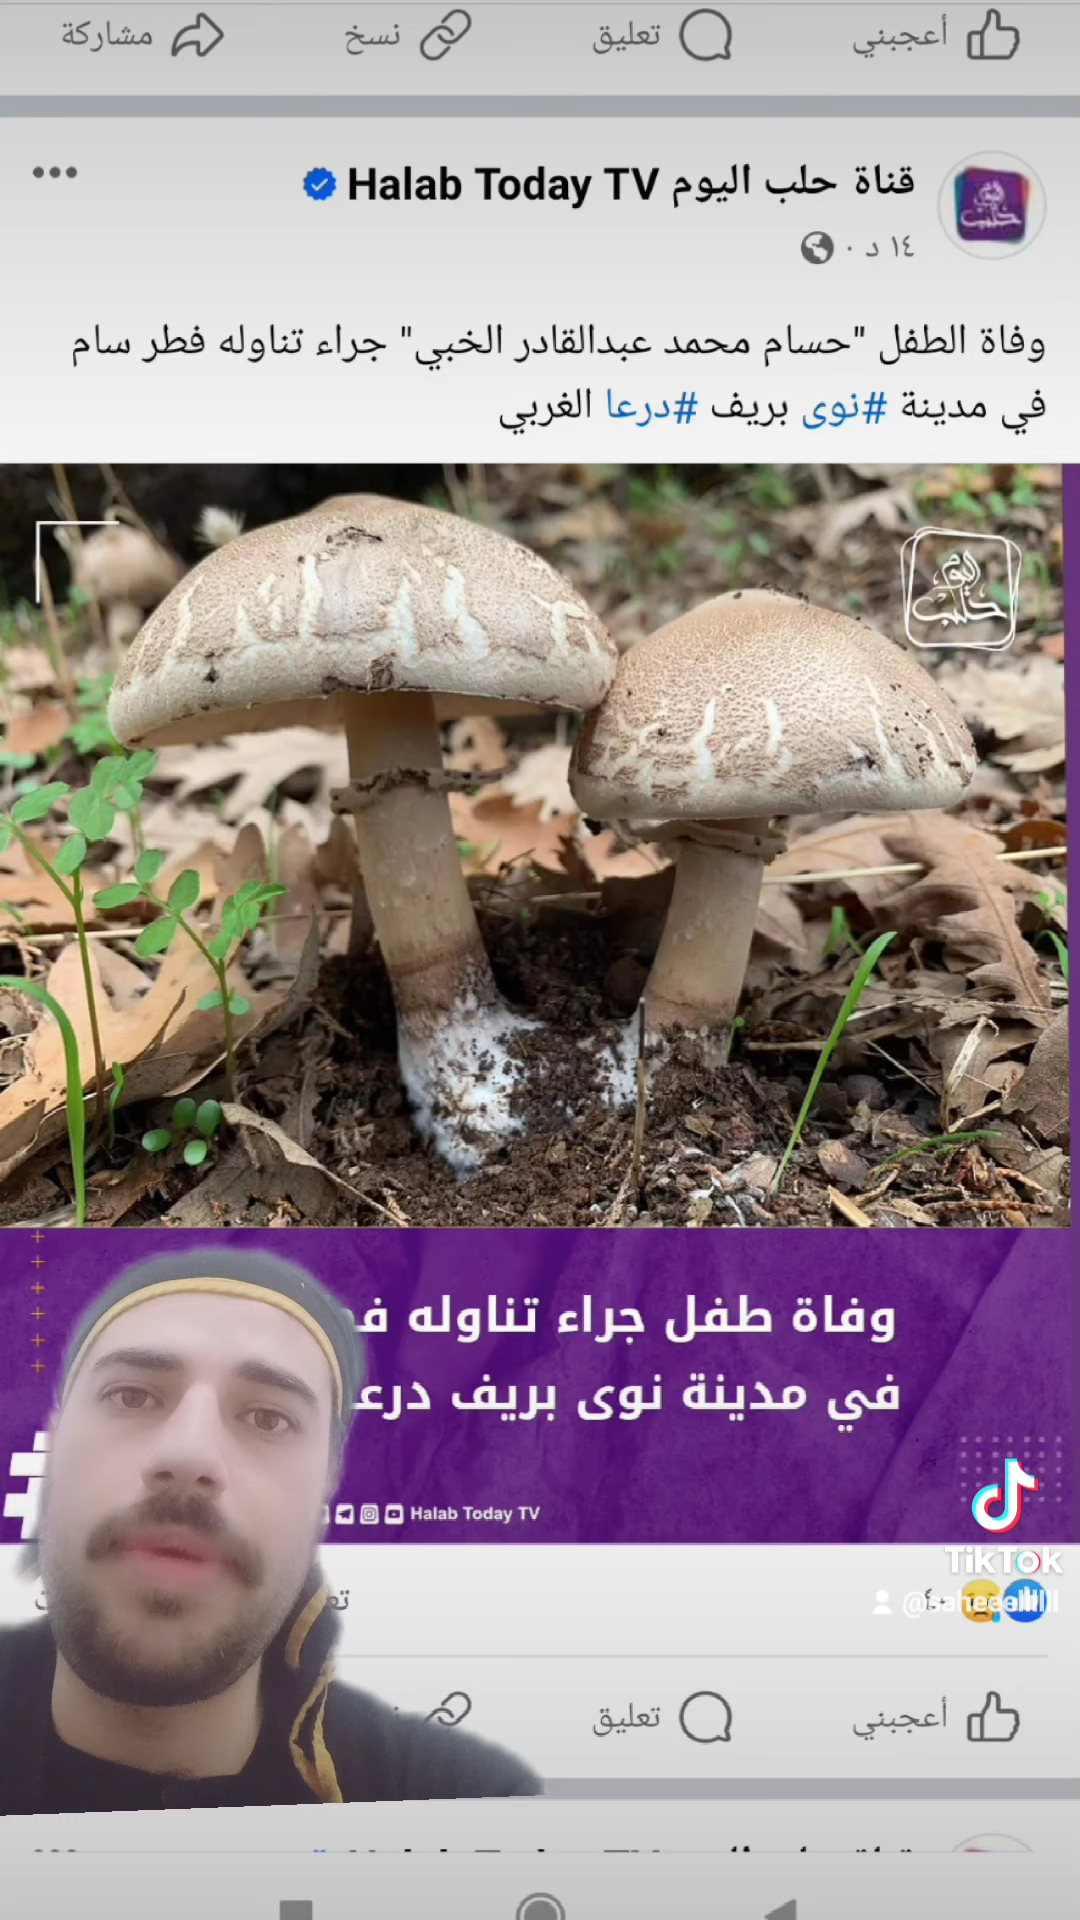 أعجبني
تعليق
نسخ
مشاركة
قناة حلب اليوم Halab Today TV
١٤ د ·
وفاة الطفل "حسام محمد عبدالقادر الخبي" جراء تناوله فطر سام
في مدينة #نوى بريف #درعا الغربي
حلب اليوم
وفاة طفل جراء تناوله
في مدينة نوى بريف
Halab Today TV
TikTok
أعجبني
تعليق